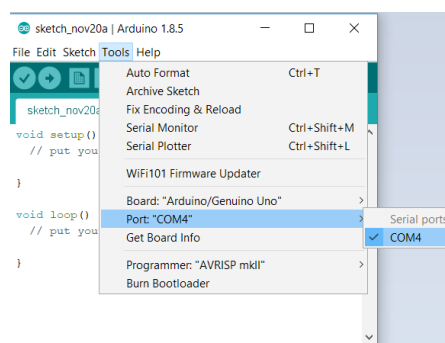 sketch_nov20a | Arduino 1.8.5
File Edit Sketch Tools Help
sketch_nov20a
Auto Format Ctrl+T
Archive Sketch
Fix Encoding & Reload
Serial Monitor Ctrl+Shift+M
Serial Plotter Ctrl+Shift+L
WiFi101 Firmware Updater
Board: "Arduino/Genuino Uno"
Port: "COM4"
Get Board Info
Programmer: "AVRISP mkII"
Burn Bootloader
Serial ports
COM4
void setup()
// put you
}
void loop()
// put you
}